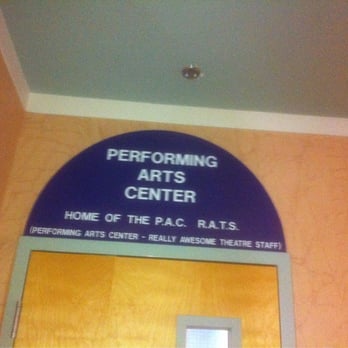 PERFORMING
ARTS
CENTER
HOME OF THE P.A.C. R.A.T.S.
(PERFORMING ARTS CENTER - REALLY AWESOME THEATRE STAFF)